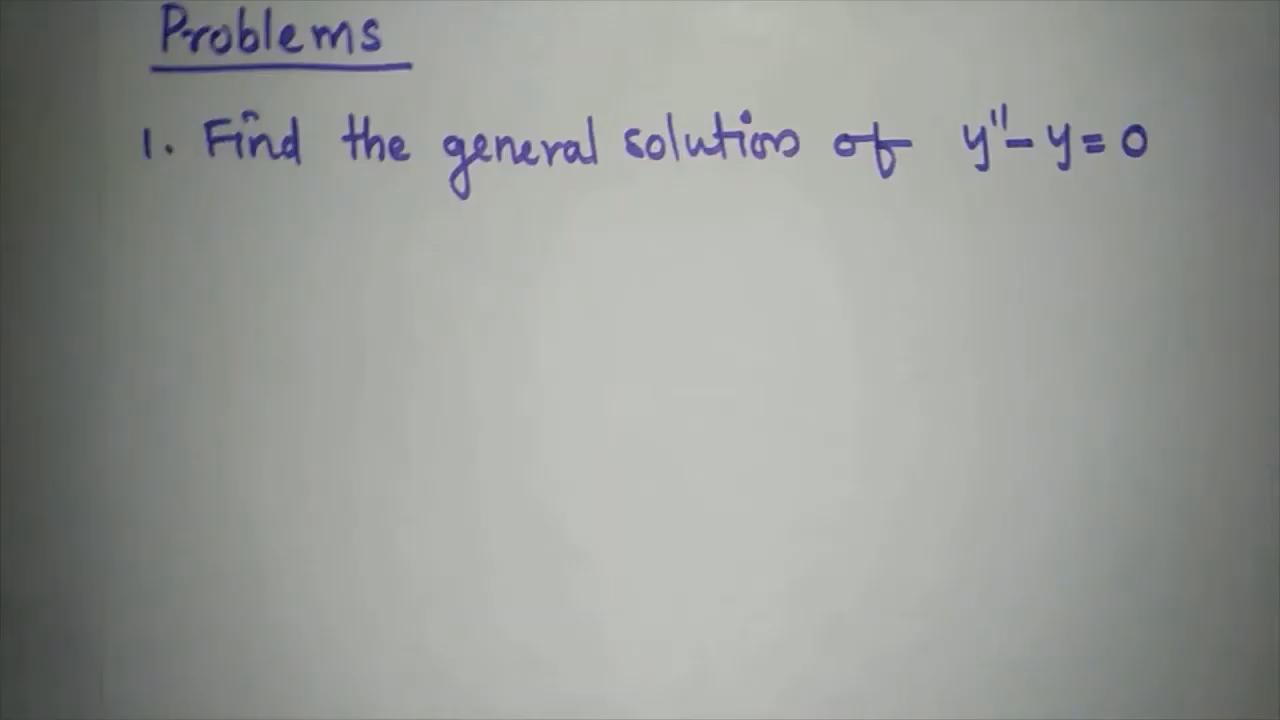 Problems
1. Find the general solution of y'' - y = 0